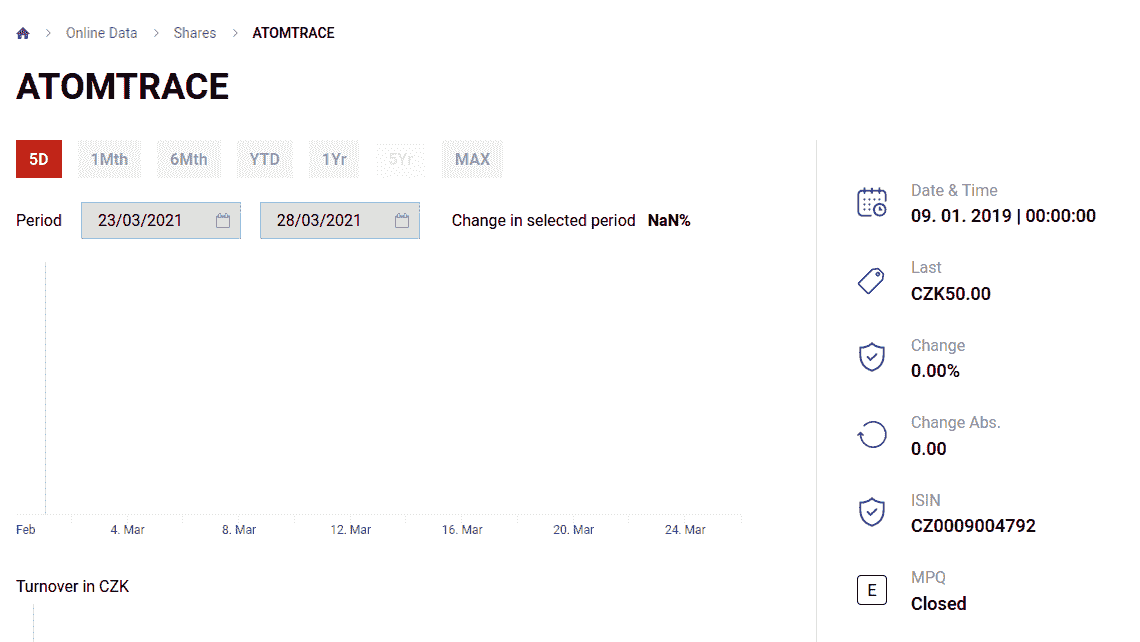 Online Data > Shares > ATOMTRACE
ATOMTRACE
5D 1Mth 6Mth YTD 1Yr 5Yr MAX
Period 23/03/2021 28/03/2021 Change in selected period NaN%
Feb 4. Mar 8. Mar 12. Mar 16. Mar 20. Mar 24. Mar
Turnover in CZK
Date & Time
09. 01. 2019 | 00:00:00
Last
CZK50.00
Change
0.00%
Change Abs.
0.00
ISIN
CZ0009004792
E
MPQ
Closed